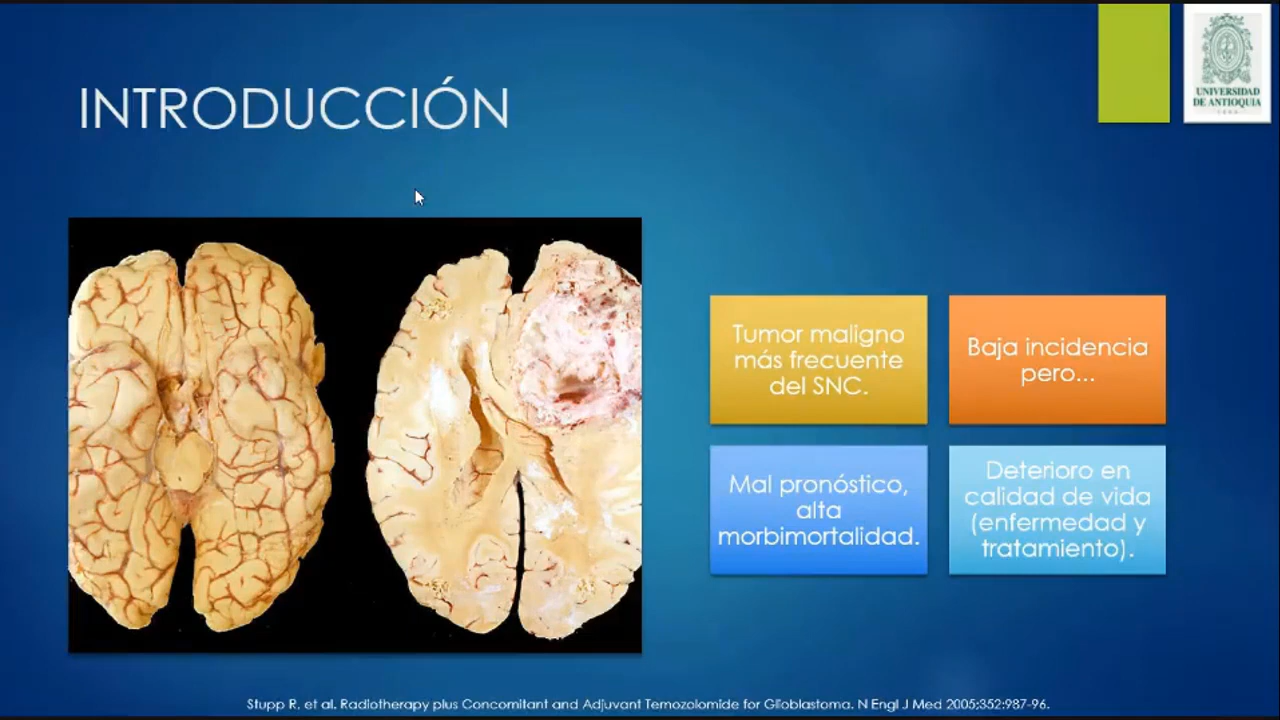 INTRODUCCIÓN
UNIVERSIDAD
DE ANTIOQUIA
Tumor maligno
más frecuente
del SNC.
Baja incidencia
pero...
Mal pronóstico,
alta
morbimortalidad.
Deterioro en
calidad de vida
(enfermedad y
tratamiento).
Stupp R, et al. Radiotherapy plus Concomitant and Adjuvant Temozolomide for Glioblastoma. N Engl J Med 2005;352:987-96.